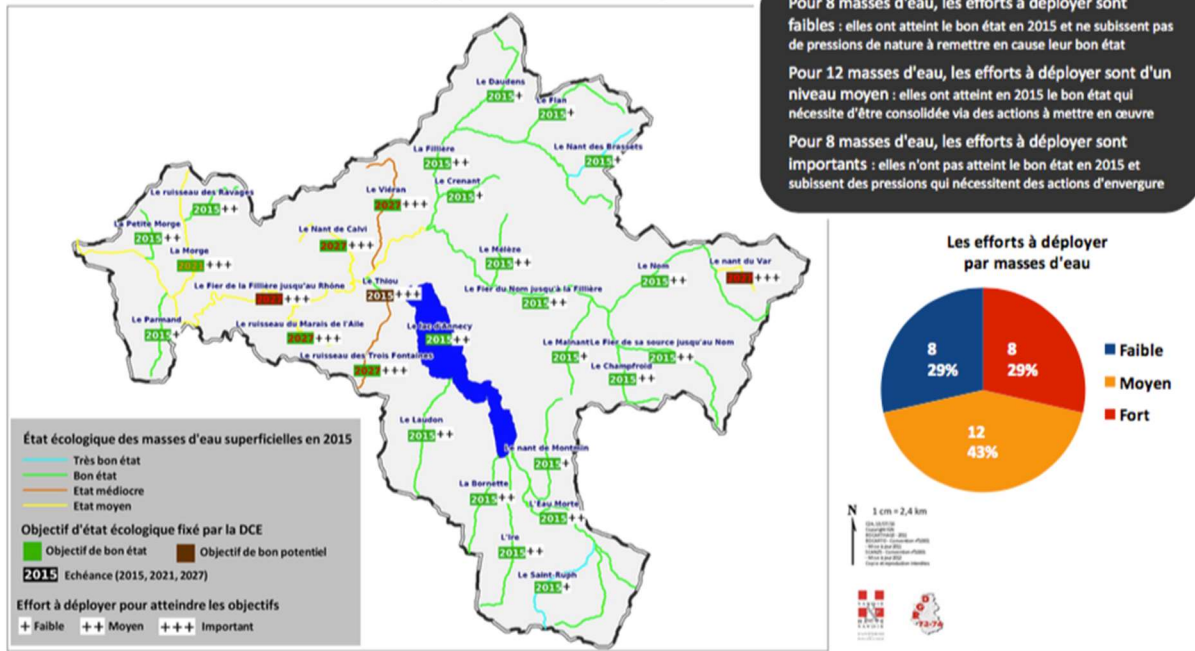 Pour 8 masses d'eau, les efforts à déployer sont
faibles : elles ont atteint le bon état en 2015 et ne subissent pas
de pressions de nature à remettre en cause leur bon état
Pour 12 masses d'eau, les efforts à déployer sont d'un
niveau moyen : elles ont atteint en 2015 le bon état qui
nécessite d'être consolidée via des actions à mettre en œuvre
Pour 8 masses d'eau, les efforts à déployer sont
importants : elles n'ont pas atteint le bon état en 2015 et
subissent des pressions qui nécessitent des actions d'envergure
Le Daudens
2015 +
Le Flan
2015 +
Le Nant des Brassets
2015 +
La Fillière
2015 ++
Le Crenant
2015 +
Le Viéran
2027 +++
Le ruisseau des Ravages
2015 ++
La Petite Morge
2015 ++
Le Nant de Calvi
2027 +++
La Morge
2021 +++
Le Mélèze
2015 ++
Le Nom
2015 ++
Le nant du Var
+++
Le Thiou
2015 +++
Le Fier de la Fillière jusqu'au Rhône
+++
Le Fier du Nom jusqu'à la Fillière
2015 ++
Le Parmand
2015 +
Le ruisseau du Marais de l'Aile
2027 +++
Le lac d'Annecy
2015 ++
Le Malnant
2015 +
Le Fier de sa source jusqu'au Nom
2015 ++
Le ruisseau des Trois Fontaines
2027 +++
Le Champfroid
2015 ++
Le Laudon
2015 ++
Le nant de Montmin
2015 +
La Bornette
2015 ++
L'Eau Morte
2015 ++
L'Ire
2015 ++
Le Saint-Ruph
2015 +
État écologique des masses d'eau superficielles en 2015
Très bon état
Bon état
Etat médiocre
Etat moyen
Objectif d'état écologique fixé par la DCE
Objectif de bon état
Objectif de bon potentiel
2015 Echéance (2015, 2021, 2027)
Effort à déployer pour atteindre les objectifs
+ Faible ++ Moyen +++ Important
Les efforts à déployer
par masses d'eau
8
29%
8
29%
12
43%
Faible
Moyen
Fort
N
1 cm = 2,4 km